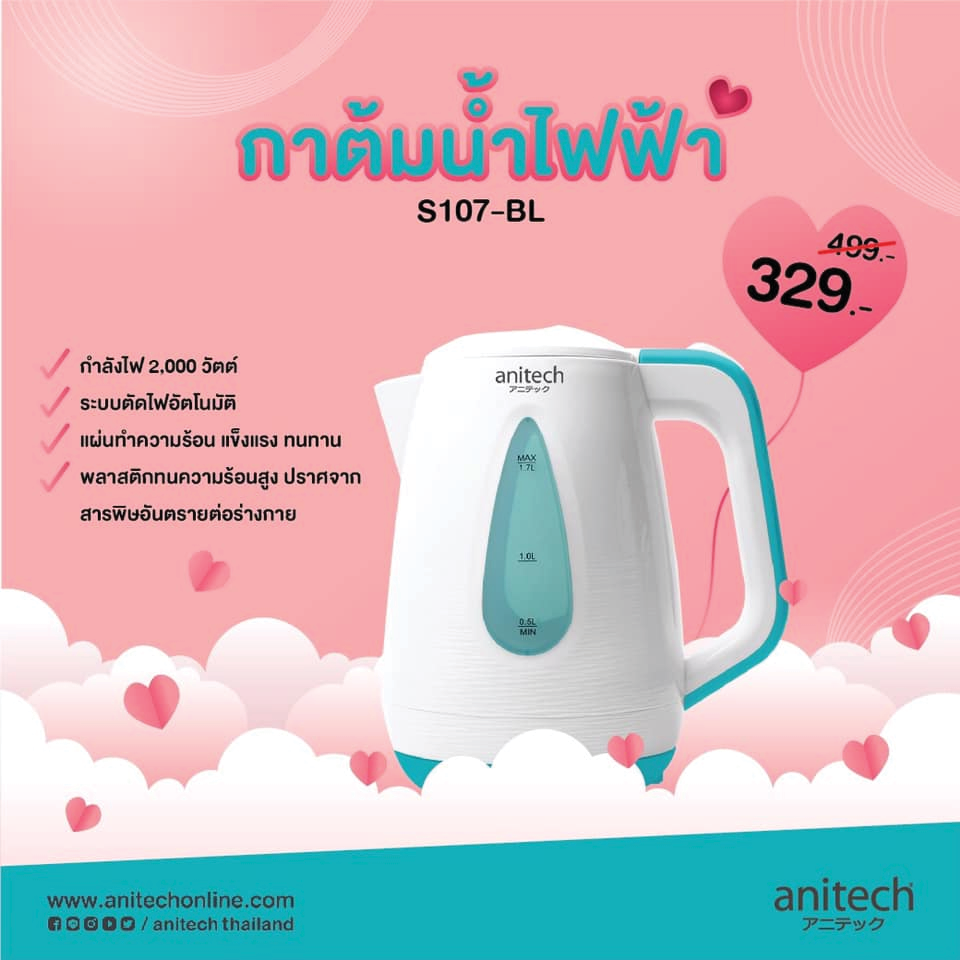 กาต้มน้ำไฟฟ้า
S107-BL
499.-
329.-
กำลังไฟ 2,000 วัตต์
ระบบตัดไฟอัตโนมัติ
แผ่นทำความร้อน แข็งแรง ทนทาน
พลาสติกทนความร้อนสูง ปราศจาก
สารพิษอันตรายต่อร่างกาย
anitech
アニテック
MAX
1.7L
1.0L
0.5L
MIN
www.anitechonline.com
/ anitech thailand
anitech
アニテック